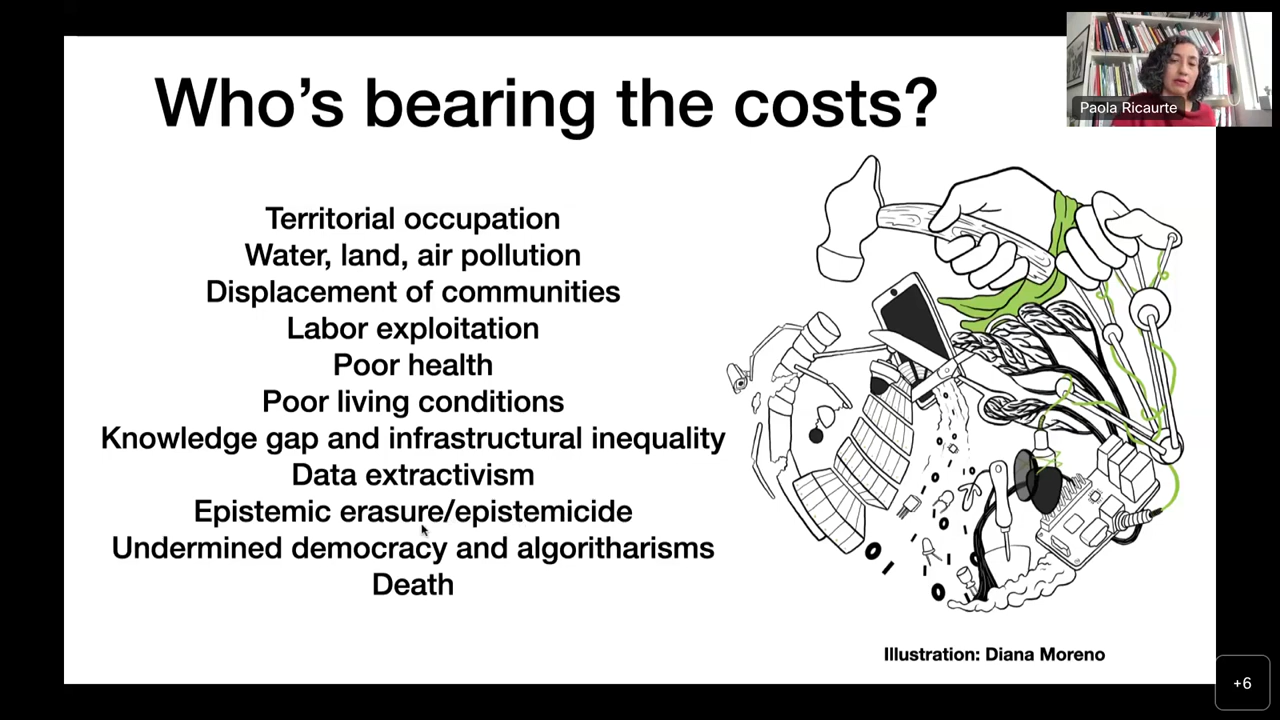 Who's bearing the costs?
Paola Ricaurte
Territorial occupation
Water, land, air pollution
Displacement of communities
Labor exploitation
Poor health
Poor living conditions
Knowledge gap and infrastructural inequality
Data extractivism
Epistemic erasure/epistemicide
Undermined democracy and algoritharisms
Death
Illustration: Diana Moreno
+6